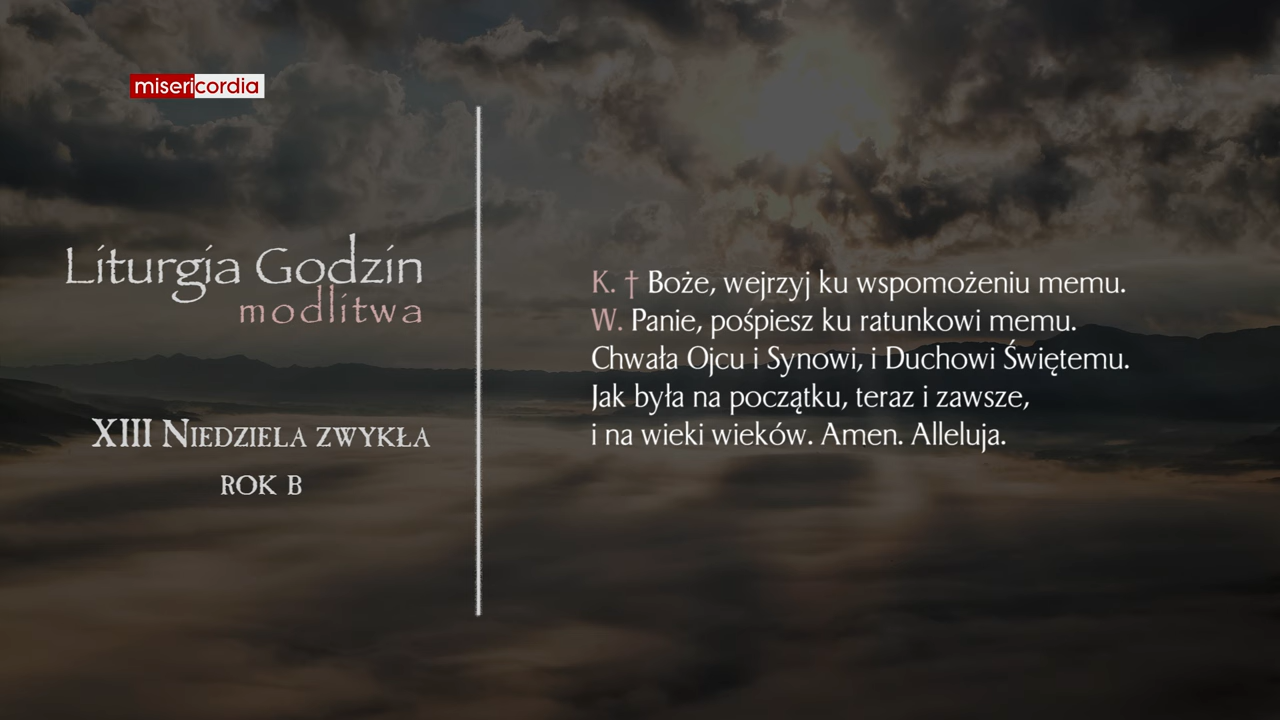 misericordia
Liturgia Godzin
modlitwa
XIII Niedziela zwykła
rok B
K. † Boże, wejrzyj ku wspomożeniu memu.
W. Panie, pośpiesz ku ratunkowi memu.
Chwała Ojcu i Synowi, i Duchowi Świętemu.
Jak była na początku, teraz i zawsze,
i na wieki wieków. Amen. Alleluja.